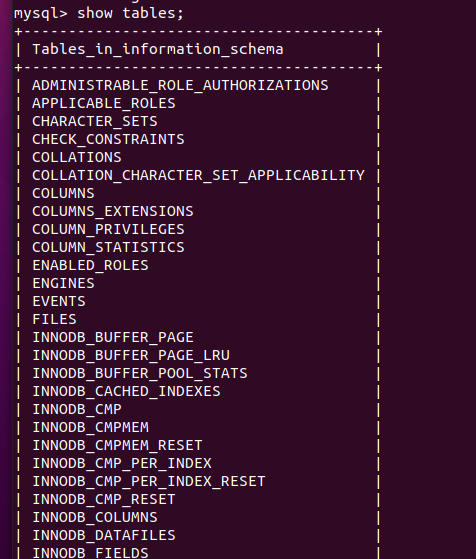 mysql> show tables;
+---------------------------------------+
| Tables_in_information_schema          |
+---------------------------------------+
| ADMINISTRABLE_ROLE_AUTHORIZATIONS     |
| APPLICABLE_ROLES                      |
| CHARACTER_SETS                        |
| CHECK_CONSTRAINTS                     |
| COLLATIONS                            |
| COLLATION_CHARACTER_SET_APPLICABILITY |
| COLUMNS                               |
| COLUMNS_EXTENSIONS                    |
| COLUMN_PRIVILEGES                     |
| COLUMN_STATISTICS                     |
| ENABLED_ROLES                         |
| ENGINES                               |
| EVENTS                                |
| FILES                                 |
| INNODB_BUFFER_PAGE                    |
| INNODB_BUFFER_PAGE_LRU                |
| INNODB_BUFFER_POOL_STATS              |
| INNODB_CACHED_INDEXES                 |
| INNODB_CMP                            |
| INNODB_CMPMEM                         |
| INNODB_CMPMEM_RESET                   |
| INNODB_CMP_PER_INDEX                  |
| INNODB_CMP_PER_INDEX_RESET            |
| INNODB_CMP_RESET                      |
| INNODB_COLUMNS                        |
| INNODB_DATAFILES                      |
| INNODB_FIELDS                         |